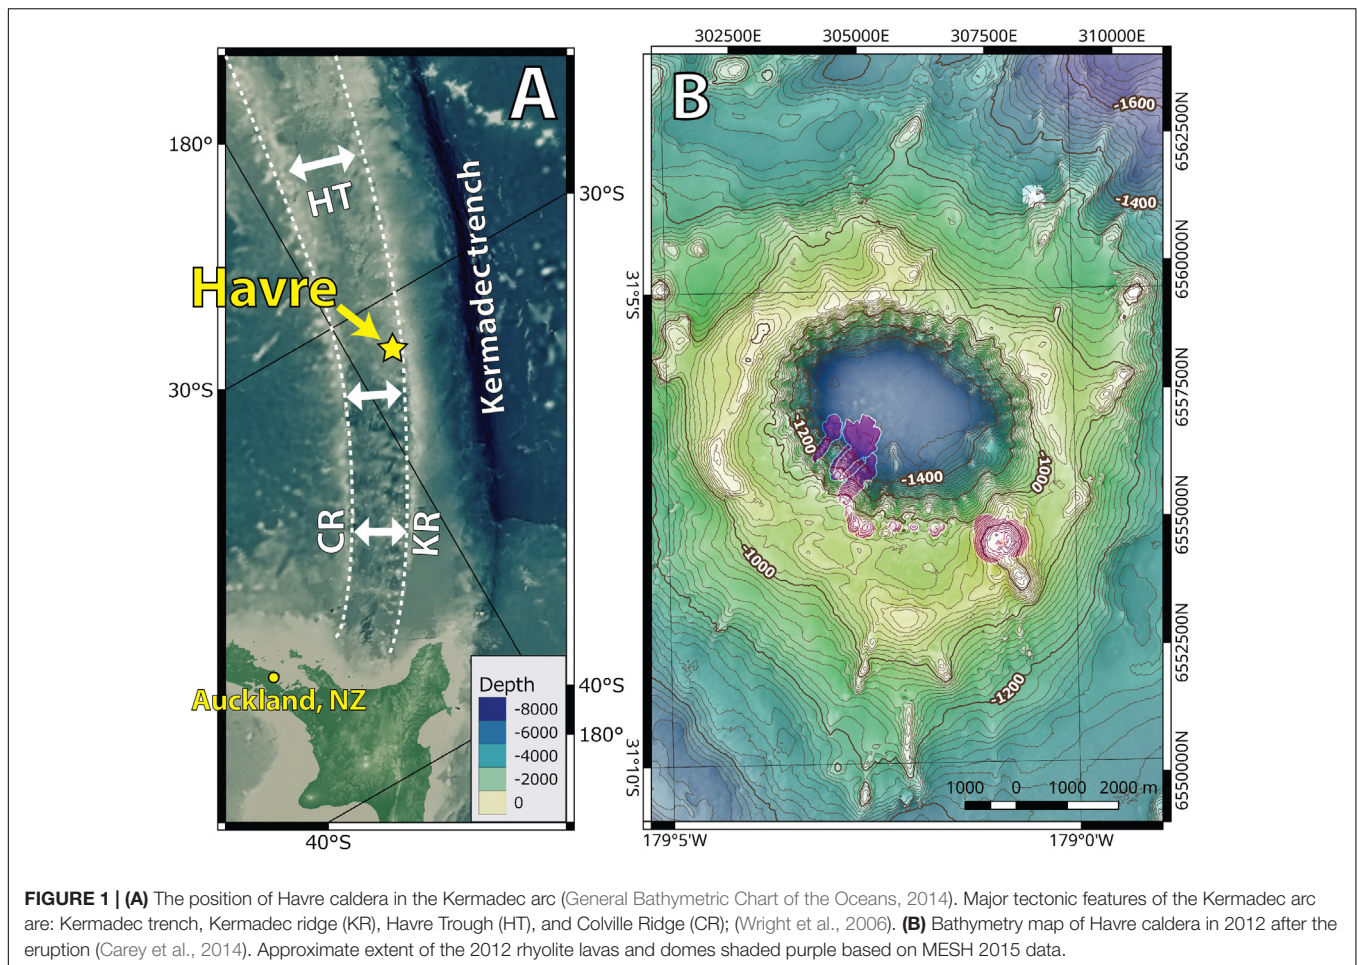 A
180°
HT
30°S
Kermadec trench
Havre
30°S
CR
KR
Depth
-8000
-6000
-4000
-2000
0
40°S
180°
Auckland, NZ
40°S
302500E
305000E
307500E
310000E
B
-1600
-1400
6562500N
6560000N
6557500N
6555000N
6552500N
6550000N
31°5'S
31°10'S
-1200
-1400
-1000
-1000
-1200
1000
0
1000
2000 m
179°5'W
179°0'W
FIGURE 1 | (A) The position of Havre caldera in the Kermadec arc (General Bathymetric Chart of the Oceans, 2014). Major tectonic features of the Kermadec arc
are: Kermadec trench, Kermadec ridge (KR), Havre Trough (HT), and Colville Ridge (CR); (Wright et al., 2006). (B) Bathymetry map of Havre caldera in 2012 after the
eruption (Carey et al., 2014). Approximate extent of the 2012 rhyolite lavas and domes shaded purple based on MESH 2015 data.